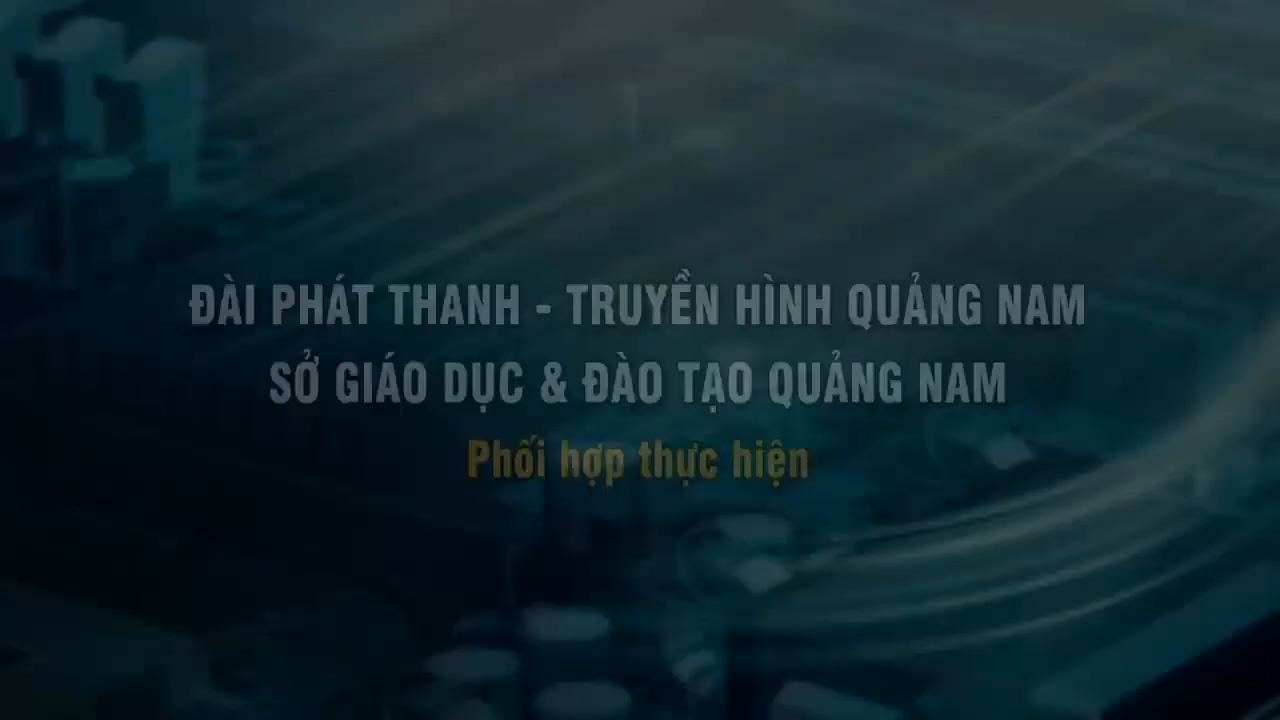 ĐÀI PHÁT THANH - TRUYỀN HÌNH QUẢNG NAM
SỞ GIÁO DỤC & ĐÀO TẠO QUẢNG NAM
Phối hợp thực hiện